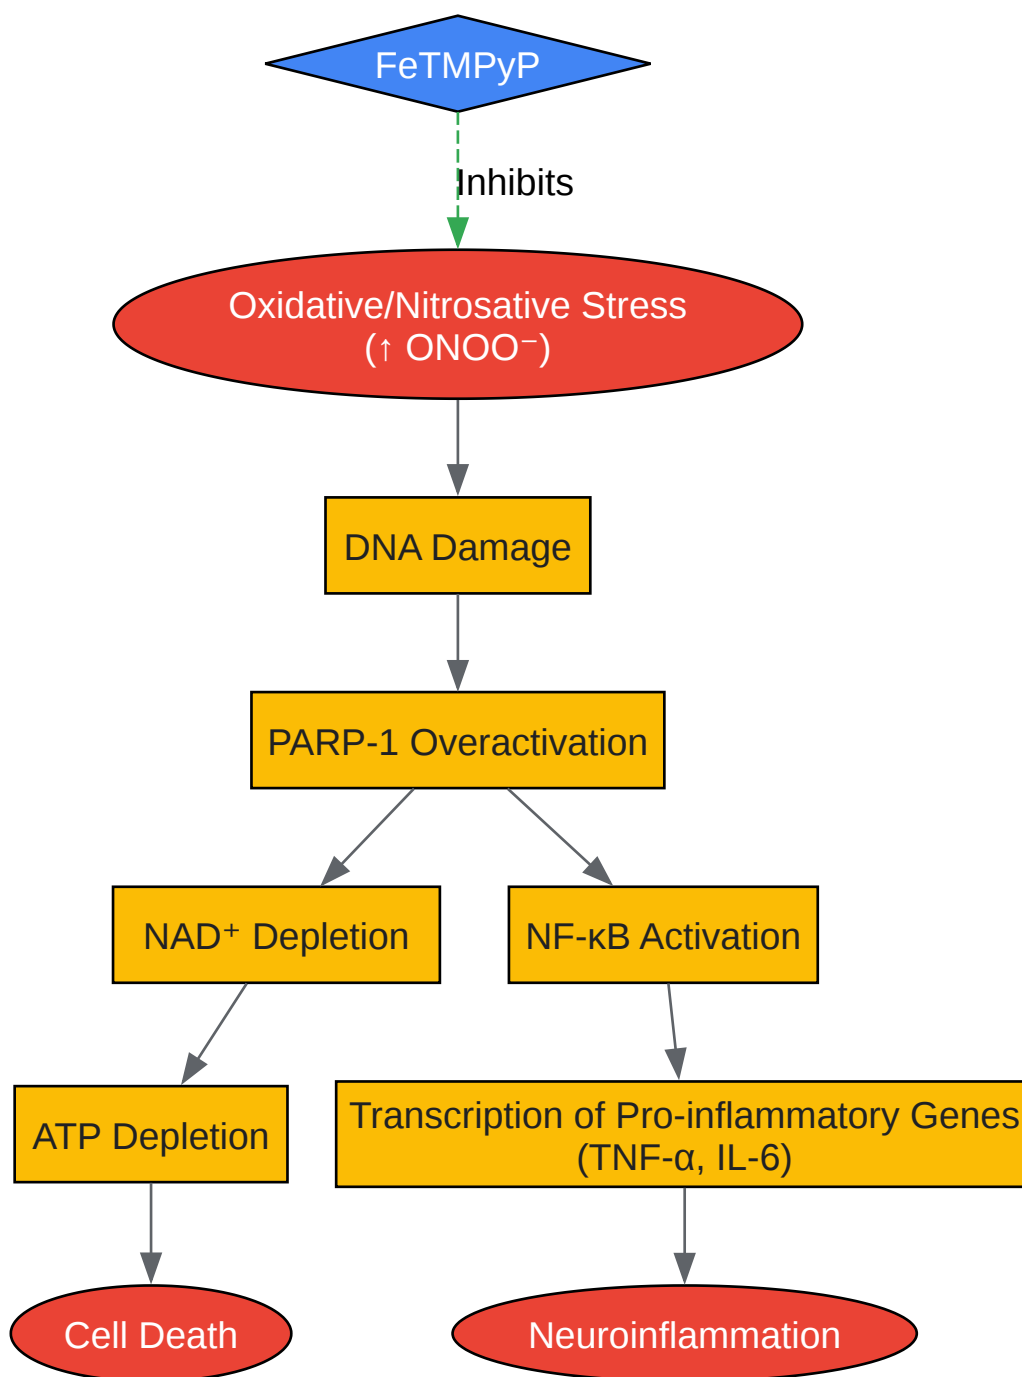 FeTMPyP
Inhibits
Oxidative/Nitrosative Stress
(↑ ONOO⁻)
DNA Damage
PARP-1 Overactivation
NAD⁺ Depletion
NF-κB Activation
ATP Depletion
Transcription of Pro-inflammatory Genes
(TNF-α, IL-6)
Cell Death
Neuroinflammation